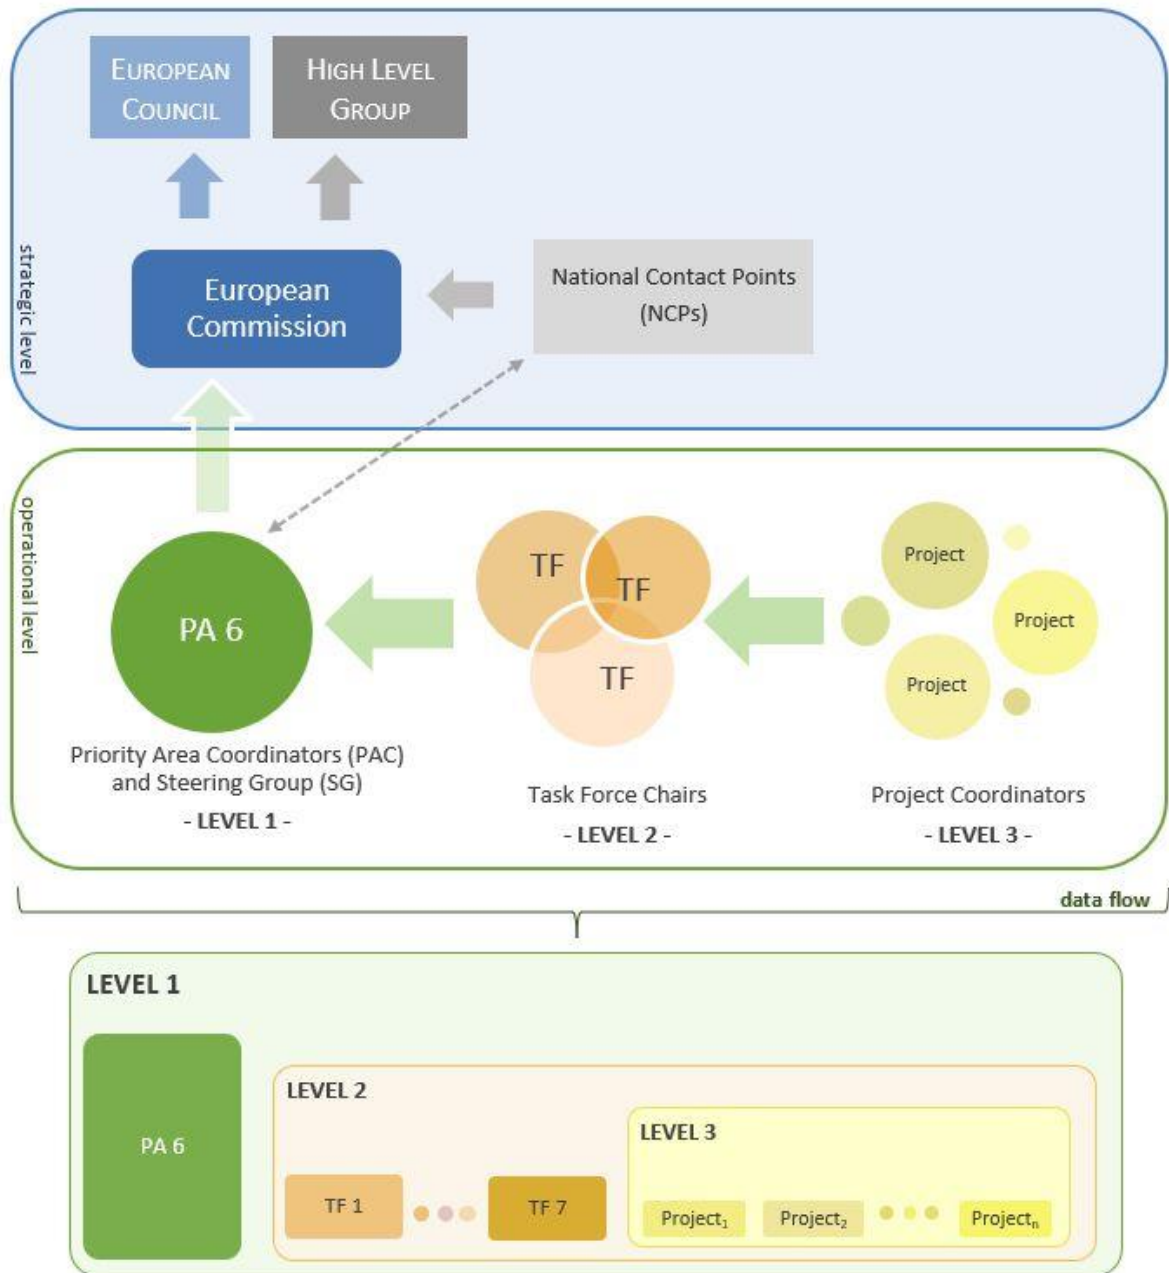 EUROPEAN
COUNCIL
HIGH LEVEL
GROUP
strategic level
European
Commission
National Contact Points
(NCPs)
operational level
PA 6
TF
TF
TF
Project
Project
Project
Priority Area Coordinators (PAC)
and Steering Group (SG)
- LEVEL 1 -
Task Force Chairs
- LEVEL 2 -
Project Coordinators
- LEVEL 3 -
data flow
LEVEL 1
PA 6
LEVEL 2
TF 1
TF 7
LEVEL 3
Project₁
Project₂
Projectₙ